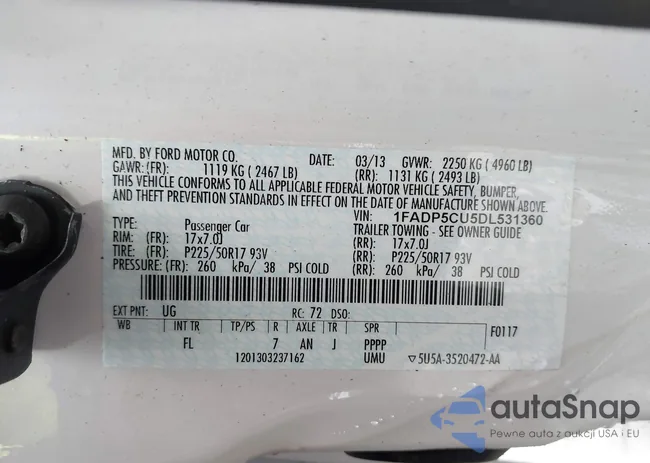 MFD. BY FORD MOTOR CO. DATE: 03/13 GVWR: 2250 KG ( 4960 LB)
GAWR: (FR): 1119 KG ( 2467 LB) (RR): 1131 KG ( 2493 LB)
THIS VEHICLE CONFORMS TO ALL APPLICABLE FEDERAL MOTOR VEHICLE SAFETY, BUMPER,
AND THEFT PREVENTION STANDARDS IN EFFECT ON THE DATE OF MANUFACTURE SHOWN ABOVE.
VIN: 1FADP5CU5DL531360
TYPE: Passenger Car TRAILER TOWING - SEE OWNER GUIDE
RIM: (FR): 17x7.0J (RR): 17x7.0J
TIRE: (FR): P225/50R17 93V (RR): P225/50R17 93V
PRESSURE: (FR): 260 kPa/ 38 PSI COLD (RR): 260 kPa/ 38 PSI COLD
EXT PNT: UG RC: 72 DSO:
WB INT TR TP/PS R AXLE TR SPR F0117
FL 7 AN J PPPP
1201303237162 UMU ▽5U5A-3520472-AA
autaSnap
Pewne auta z aukcji USA i EU